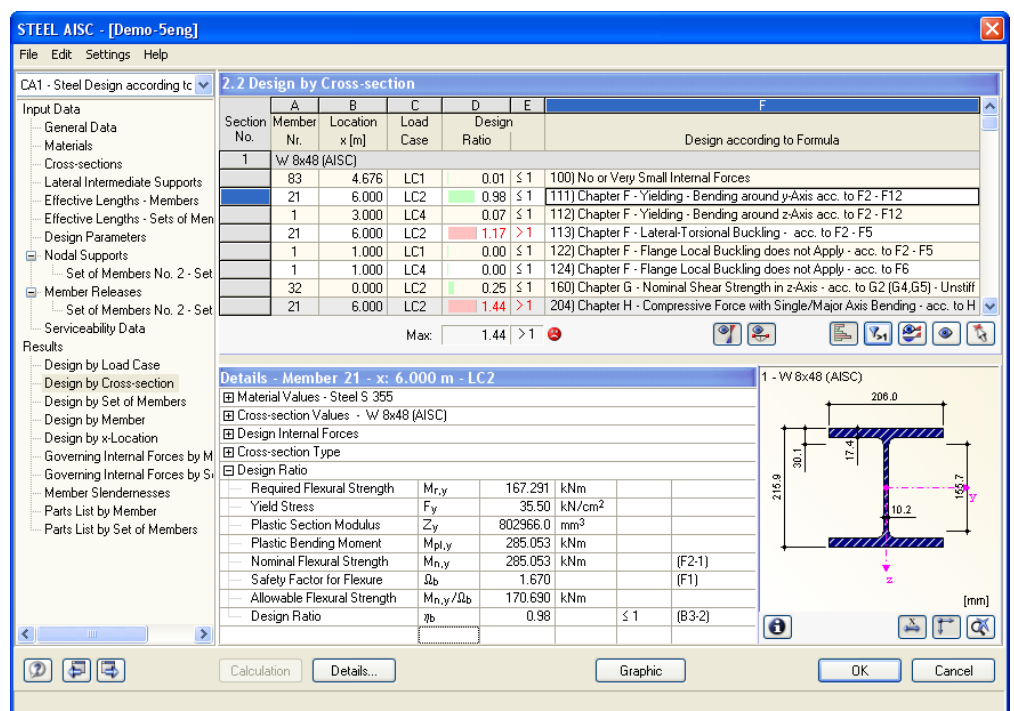 STEEL AISC - [Demo-5eng]
File Edit Settings Help
CA1 - Steel Design according tc
Input Data
General Data
Materials
Cross-sections
Lateral Intermediate Supports
Effective Lengths - Members
Effective Lengths - Sets of Men
Design Parameters
Nodal Supports
Set of Members No. 2 - Set
Member Releases
Set of Members No. 2 - Set
Serviceability Data
Results
Design by Load Case
Design by Cross-section
Design by Set of Members
Design by Member
Design by x-Location
Governing Internal Forces by M
Governing Internal Forces by S
Member Slendernesses
Parts List by Member
Parts List by Set of Members
2.2 Design by Cross-section
A B C D E F
Section Member Location Load Design
No. Nr. x [m] Case Ratio Design according to Formula
1 W 8x48 (AISC)
83 4.676 LC1 0.01 ≤ 1 100) No or Very Small Internal Forces
21 6.000 LC2 0.98 ≤ 1 111) Chapter F - Yielding - Bending around y-Axis acc. to F2 - F12
1 3.000 LC4 0.07 ≤ 1 112) Chapter F - Yielding - Bending around z-Axis acc. to F2 - F12
21 6.000 LC2 1.17 > 1 113) Chapter F - Lateral-Torsional Buckling - acc. to F2 - F5
1 1.000 LC1 0.00 ≤ 1 122) Chapter F - Flange Local Buckling does not Apply - acc. to F2 - F5
1 1.000 LC4 0.00 ≤ 1 124) Chapter F - Flange Local Buckling does not Apply - acc. to F6
32 0.000 LC2 0.25 ≤ 1 160) Chapter G - Nominal Shear Strength in z-Axis - acc. to G2 (G4,G5) - Unstiff
21 6.000 LC2 1.44 > 1 204) Chapter H - Compressive Force with Single/Major Axis Bending - acc. to H
Max: 1.44 > 1
Details - Member 21 - x: 6.000 m - LC2
Material Values - Steel S 355
Cross-section Values - W 8x48 (AISC)
Design Internal Forces
Cross-section Type
Design Ratio
Required Flexural Strength Mr,y 167.291 kNm
Yield Stress Fy 35.50 kN/cm2
Plastic Section Modulus Zy 802966.0 mm3
Plastic Bending Moment Mpl,y 285.053 kNm
Nominal Flexural Strength Mn,y 285.053 kNm (F2-1)
Safety Factor for Flexure Ωb 1.670 (F1)
Allowable Flexural Strength Mn,y/Ωb 170.690 kNm
Design Ratio ηb 0.98 ≤ 1 (B3-2)
1 - W 8x48 (AISC)
206.0
30.1
17.4
215.9
155.7
y
10.2
z
[mm]
Calculation Details... Graphic OK Cancel